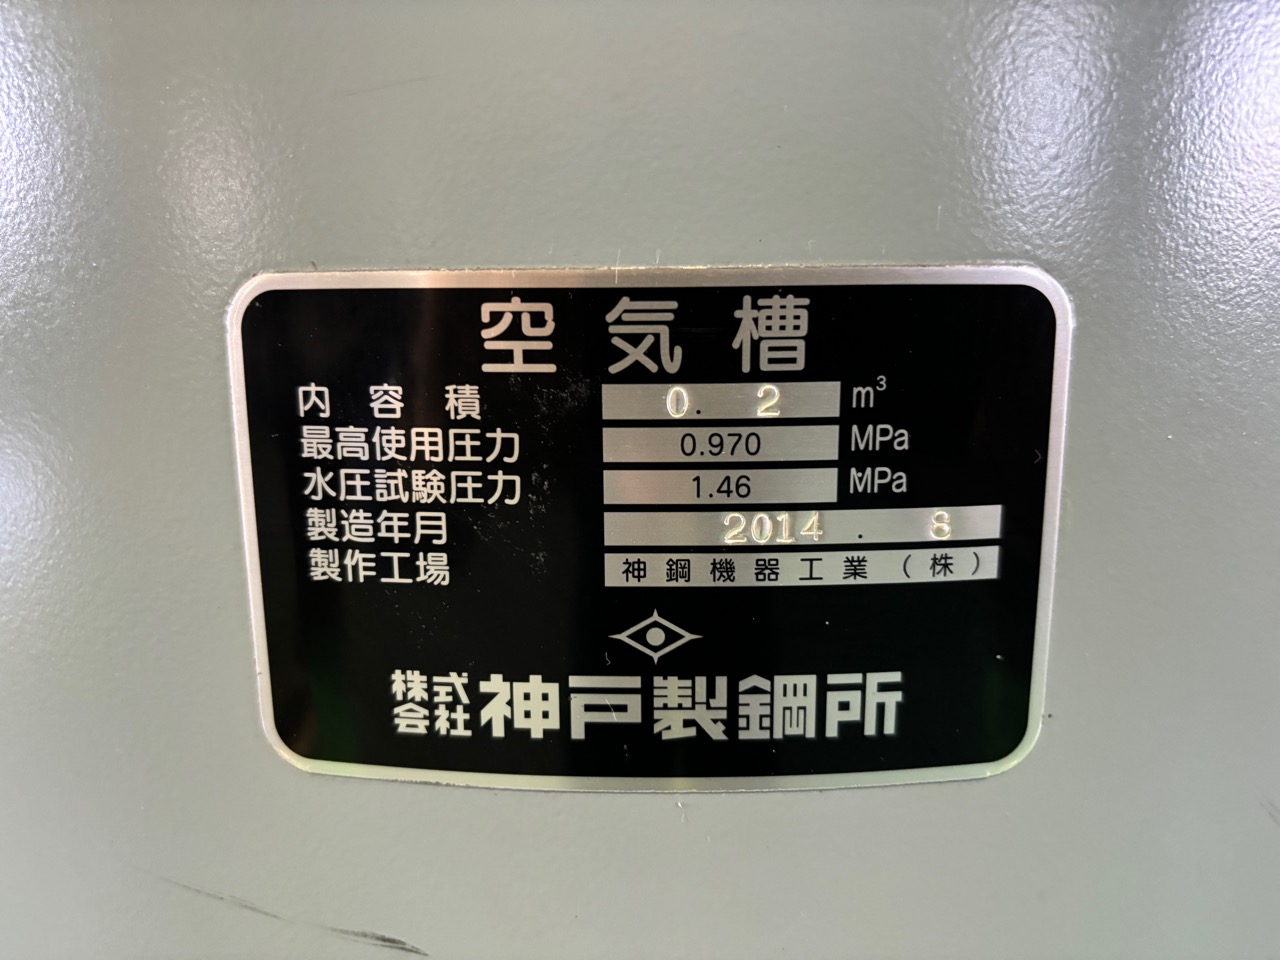 空気槽
内容積 0.2 m³
最高使用圧力 0.970 MPa
水圧試験圧力 1.46 MPa
製造年月 2014.8
製作工場 神鋼機器工業(株)
株式会社神戸製鋼所